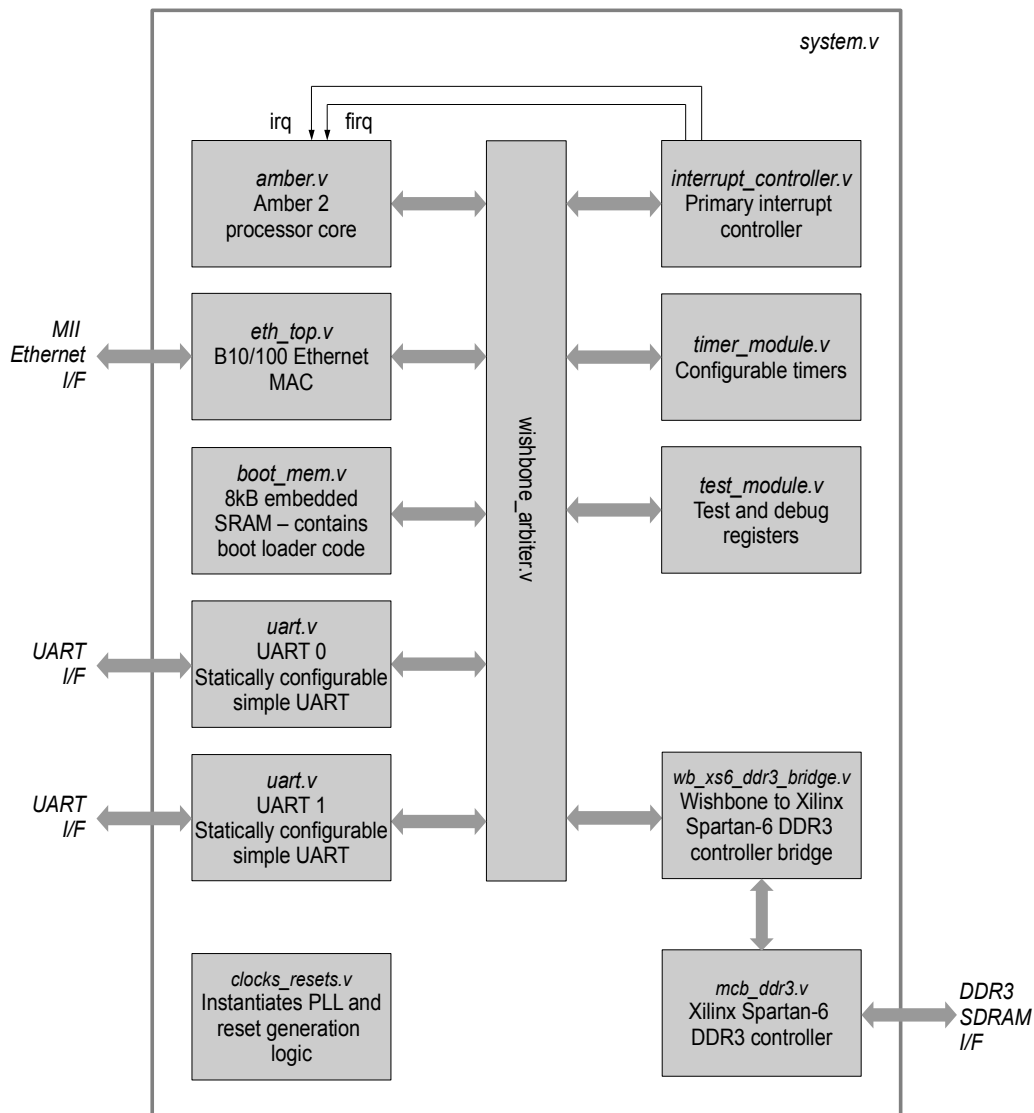 system.v
irq
firq
amber.v
Amber 2
processor core
interrupt_controller.v
Primary interrupt
controller
MII
Ethernet
I/F
eth_top.v
B10/100 Ethernet
MAC
timer_module.v
Configurable timers
boot_mem.v
8kB embedded
SRAM – contains
boot loader code
wishbone_arbiter.v
test_module.v
Test and debug
registers
UART
I/F
uart.v
UART 0
Statically configurable
simple UART
UART
I/F
uart.v
UART 1
Statically configurable
simple UART
wb_xs6_ddr3_bridge.v
Wishbone to Xilinx
Spartan-6 DDR3
controller bridge
clocks_resets.v
Instantiates PLL and
reset generation
logic
mcb_ddr3.v
Xilinx Spartan-6
DDR3 controller
DDR3
SDRAM
I/F